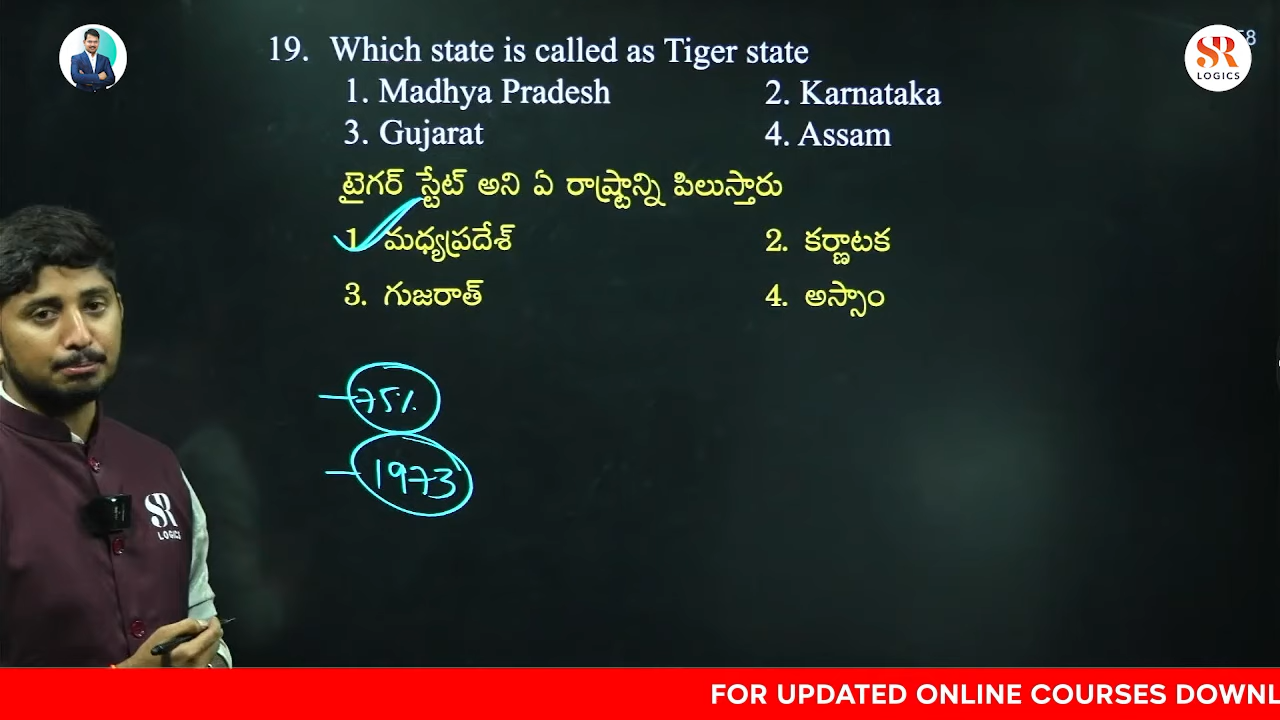 19. Which state is called as Tiger state
1. Madhya Pradesh 2. Karnataka
3. Gujarat 4. Assam
టైగర్ స్టేట్ అని ఏ రాష్ట్రాన్ని పిలుస్తారు
1 మధ్యప్రదేశ్ 2. కర్ణాటక
3. గుజరాత్ 4. అస్సాం
75%
1973
SR
LOGICS
SR
LOGICS
FOR UPDATED ONLINE COURSES DOWNL